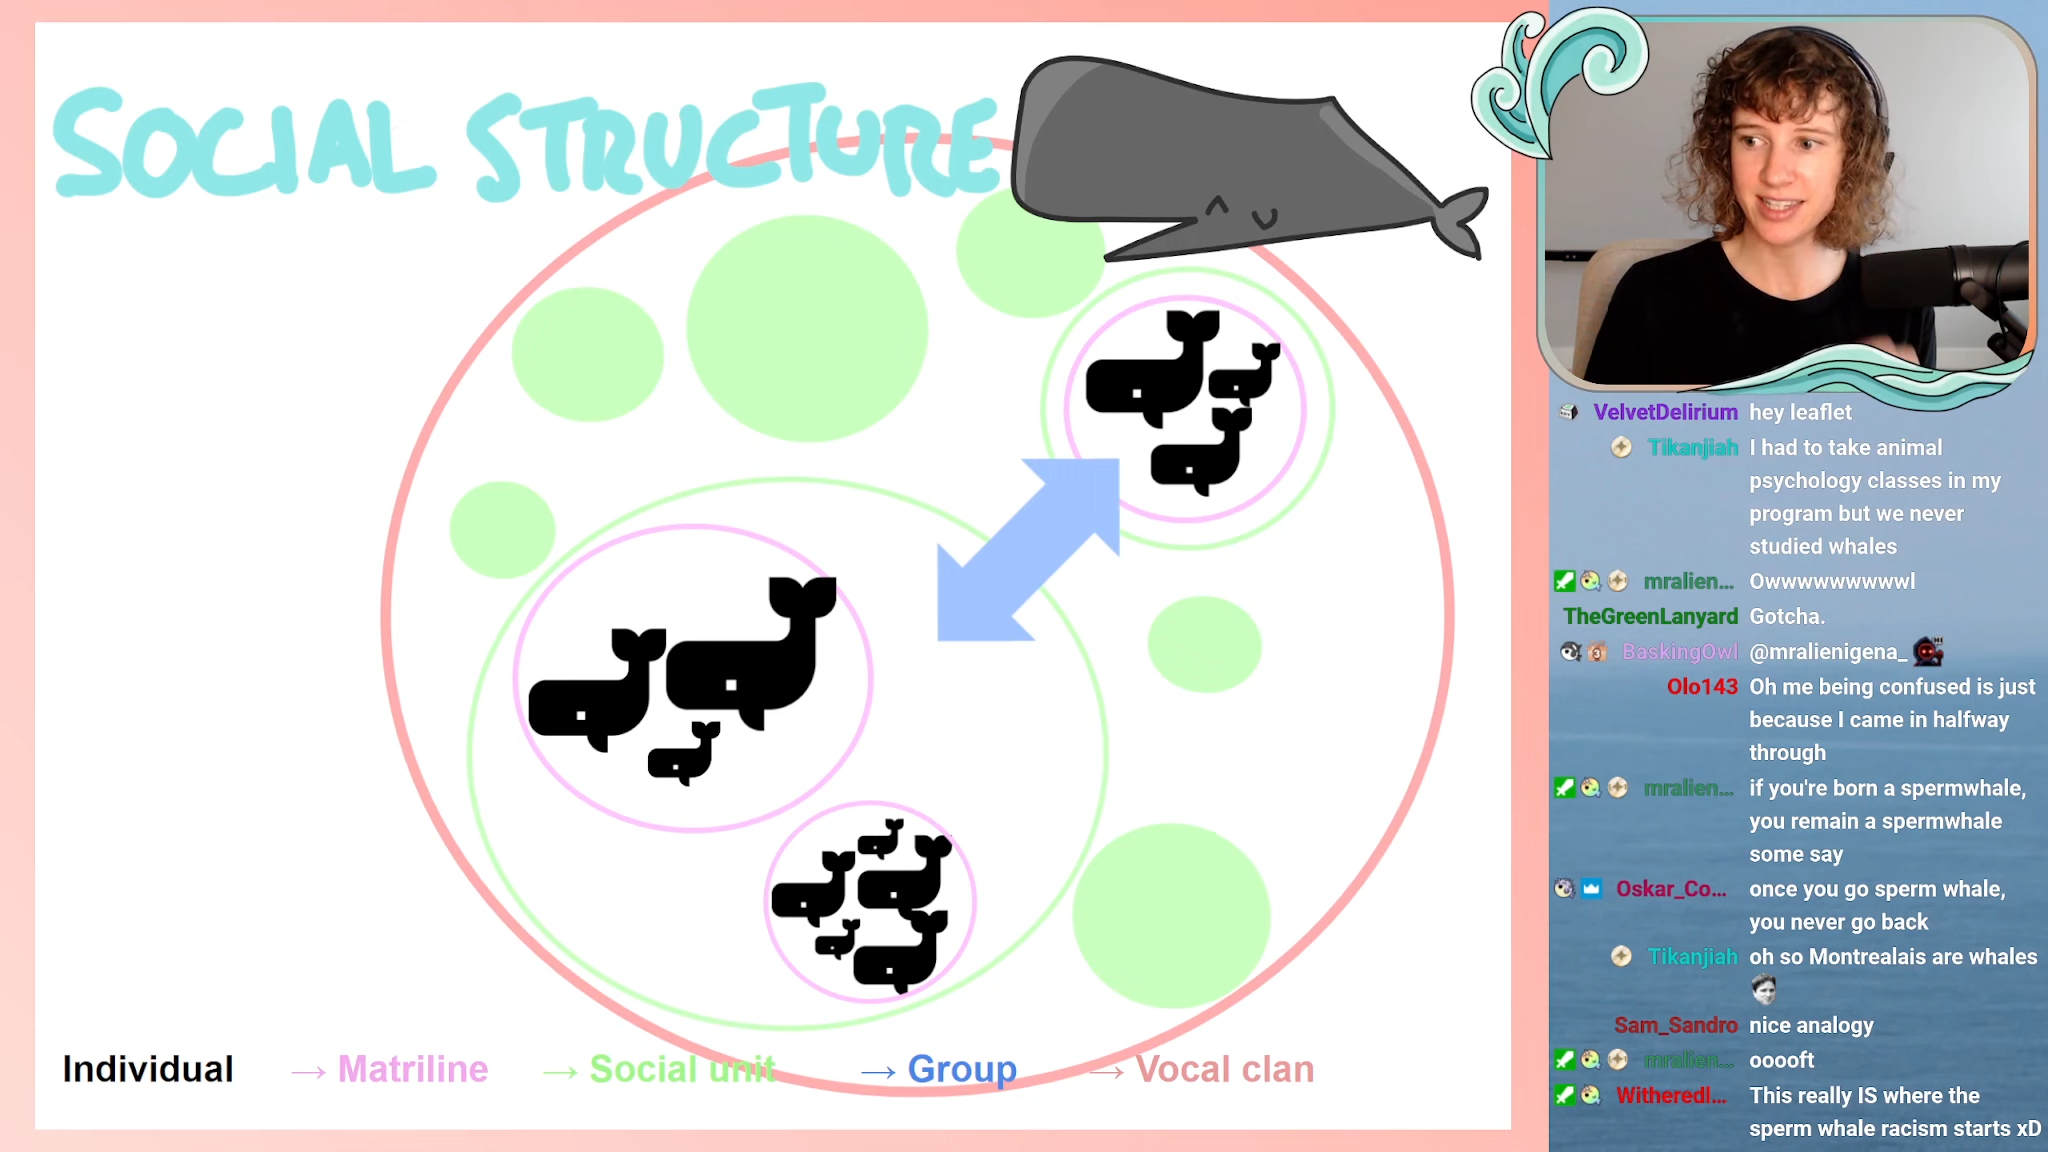 SOCIAL STRUCTURE
Individual → Matriline → Social unit → Group → Vocal clan
VelvetDelirium hey leaflet
Tikanjiah I had to take animal
psychology classes in my
program but we never
studied whales
mralien... Owwwwwwwwwl
TheGreenLanyard Gotcha.
BaskingOwl @mralienigena_
Olo143 Oh me being confused is just
because I came in halfway
through
mralien... if you're born a spermwhale,
you remain a spermwhale
some say
Oskar_Co... once you go sperm whale,
you never go back
Tikanjiah oh so Montrealais are whales
Sam_Sandro nice analogy
mralien... ooooft
WitheredI... This really IS where the
sperm whale racism starts xD